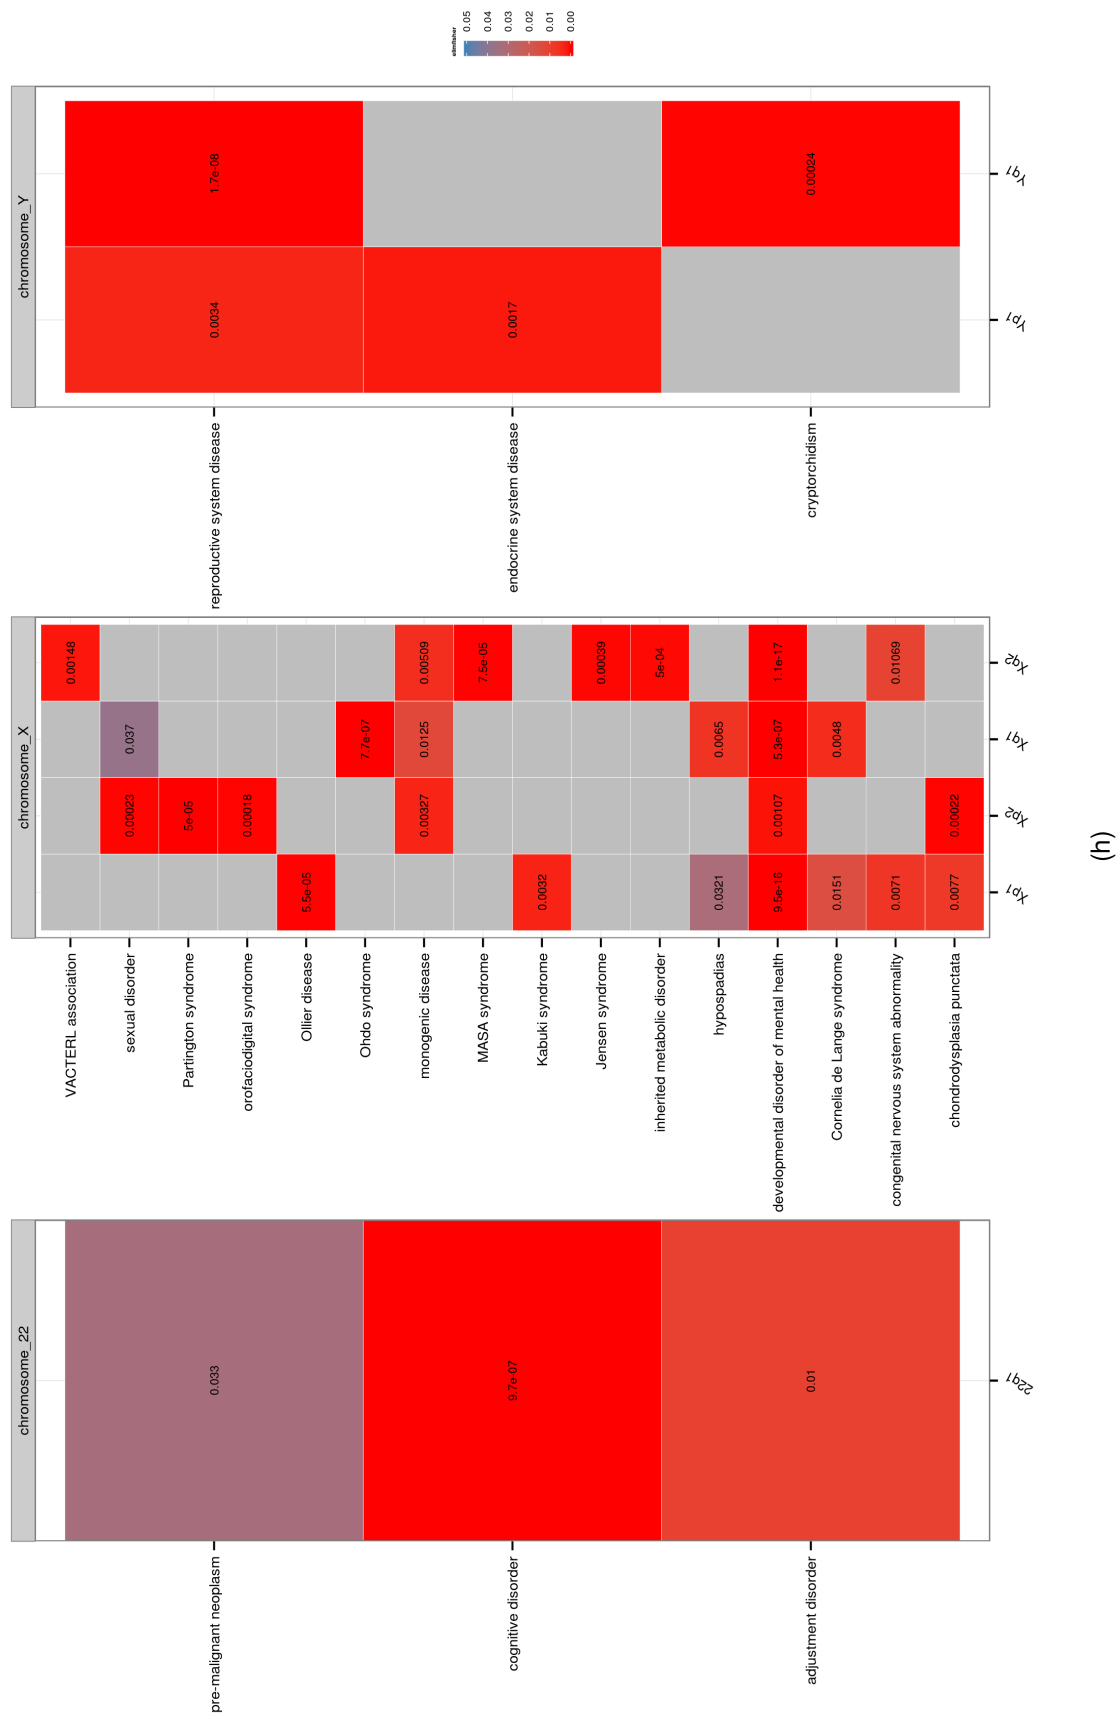 chromosome_22
pre-malignant neoplasm
0.033
cognitive disorder
9.7e-07
adjustment disorder
0.01
22q1
chromosome_X
VACTERL association
0.00148
sexual disorder
0.00023
0.037
Partington syndrome
5e-05
orofaciodigital syndrome
0.00018
Ollier disease
5.5e-05
Ohdo syndrome
7.7e-07
monogenic disease
0.00327
0.0125
0.00509
MASA syndrome
7.5e-05
Kabuki syndrome
0.0032
Jensen syndrome
0.00039
inherited metabolic disorder
5e-04
hypospadias
0.0321
0.0065
developmental disorder of mental health
9.5e-16
0.00107
5.3e-07
1.1e-17
Cornelia de Lange syndrome
0.0151
0.0048
congenital nervous system abnormality
0.0071
0.01069
chondrodysplasia punctata
0.0077
0.00022
Xp1
Xp2
Xq1
Xq2
chromosome_Y
reproductive system disease
0.0034
1.7e-08
endocrine system disease
0.0017
cryptorchidism
0.00024
Yp1
Yq1
elimfisher
0.05
0.04
0.03
0.02
0.01
0.00
(h)